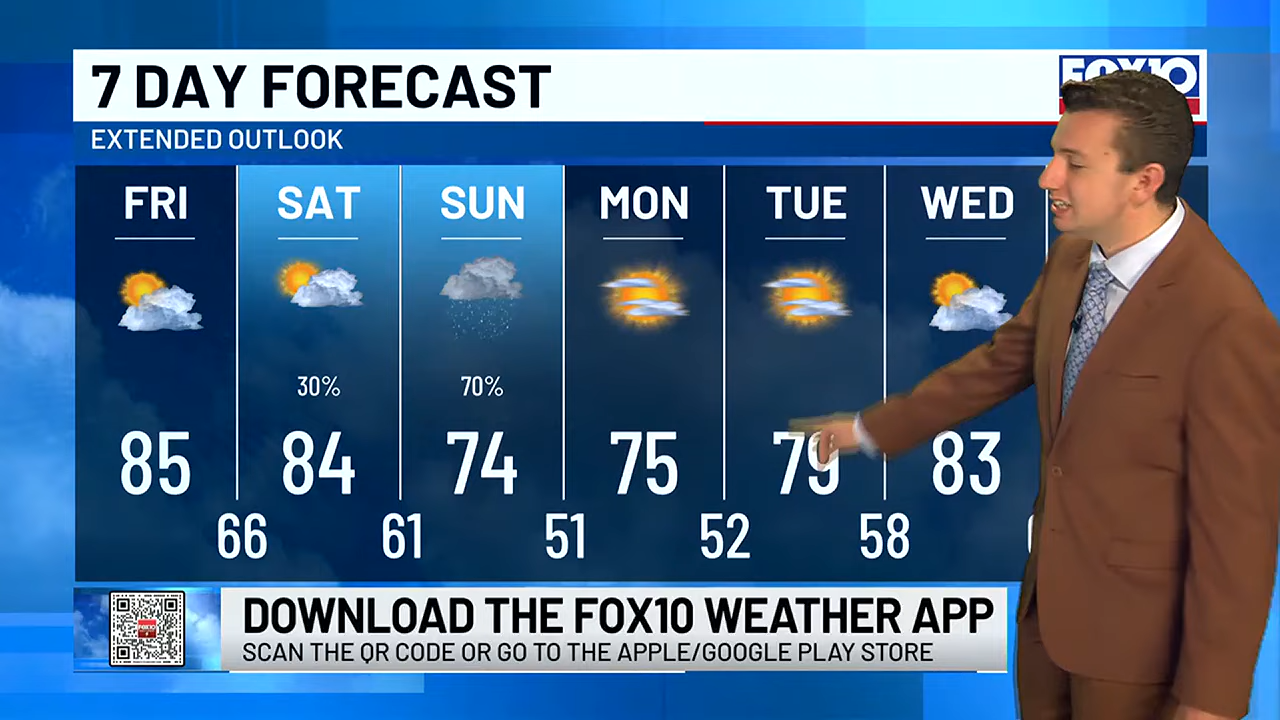 7 DAY FORECAST
FOX10
EXTENDED OUTLOOK
FRI SAT SUN MON TUE WED
30% 70%
85 84 74 75 79 83
66 61 51 52 58
DOWNLOAD THE FOX10 WEATHER APP
SCAN THE QR CODE OR GO TO THE APPLE/GOOGLE PLAY STORE